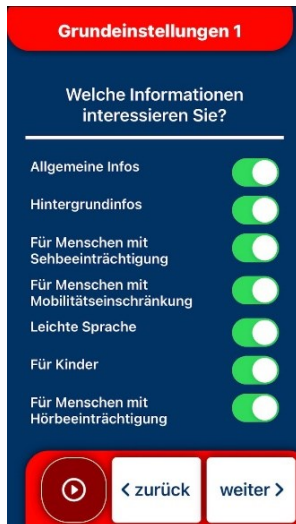 Grundeinstellungen 1
Welche Informationen
interessieren Sie?
Allgemeine Infos
Hintergrundinfos
Für Menschen mit
Sehbeeinträchtigung
Für Menschen mit
Mobilitätseinschränkung
Leichte Sprache
Für Kinder
Für Menschen mit
Hörbeeinträchtigung
< zurück weiter >